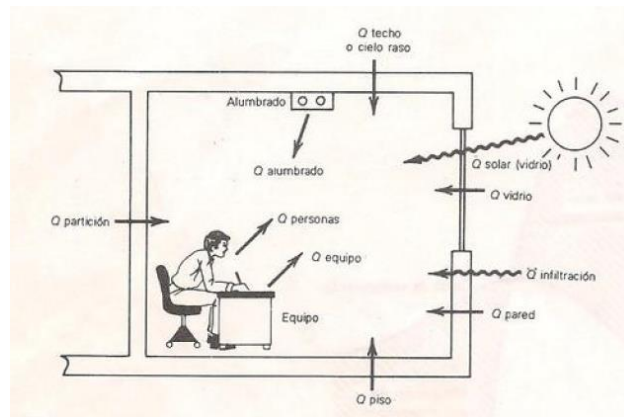 Q techo
o cielo raso
Alumbrado
Q solar (vidrio)
Q alumbrado
Q vidrio
Q partición
Q personas
Q equipo
Q infiltración
Equipo
Q pared
Q piso